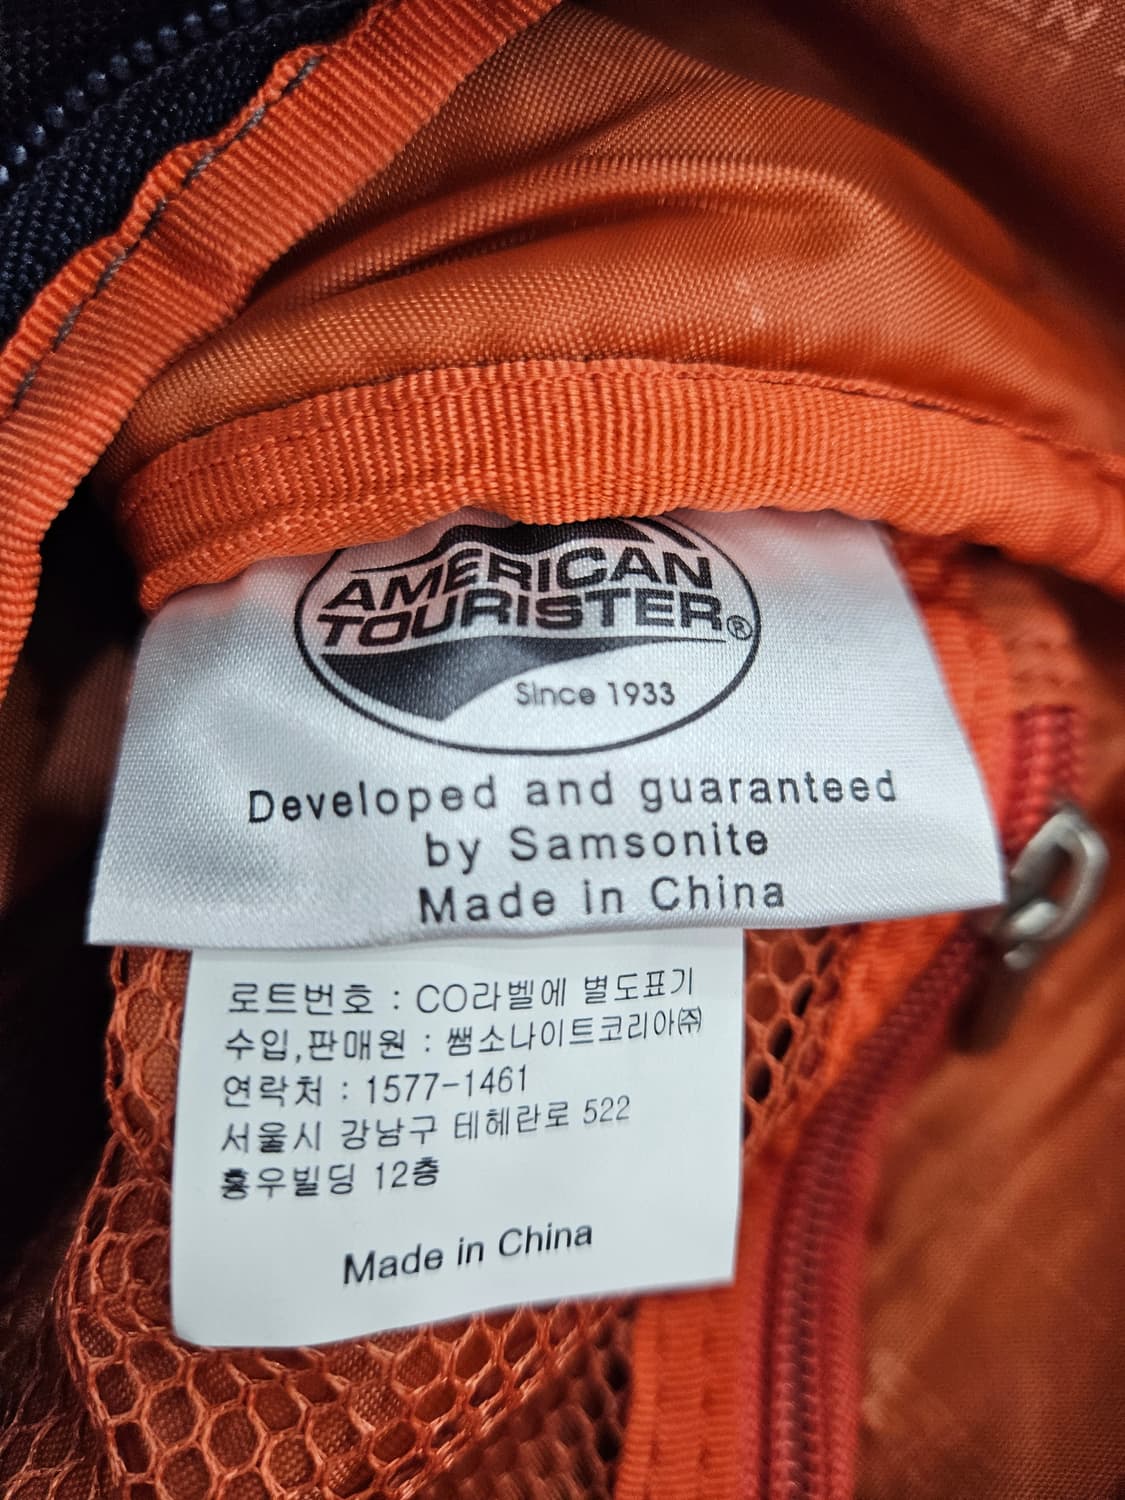 AMERICAN
TOURISTER®
Since 1933
Developed and guaranteed
by Samsonite
Made in China
로트번호 : CO라벨에 별도표기
수입,판매원 : 쌤소나이트코리아㈜
연락처 : 1577-1461
서울시 강남구 테헤란로 522
홍우빌딩 12층
Made in China